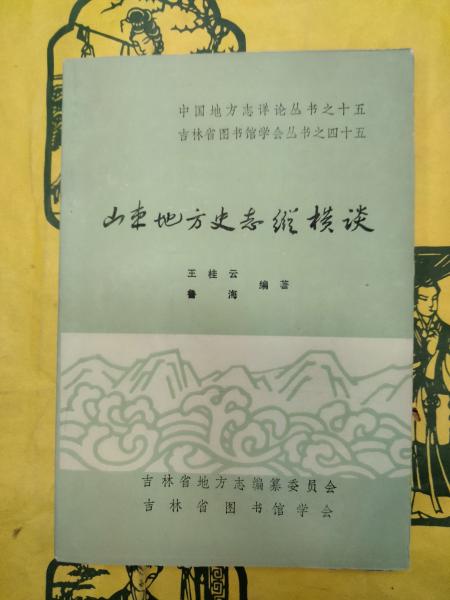 中国地方志详论丛书之十五
吉林省图书馆学会丛书之四十五
山东地方史志纵横谈
王桂云
鲁海
编著
吉林省地方志编纂委员会
吉林省图书馆学会